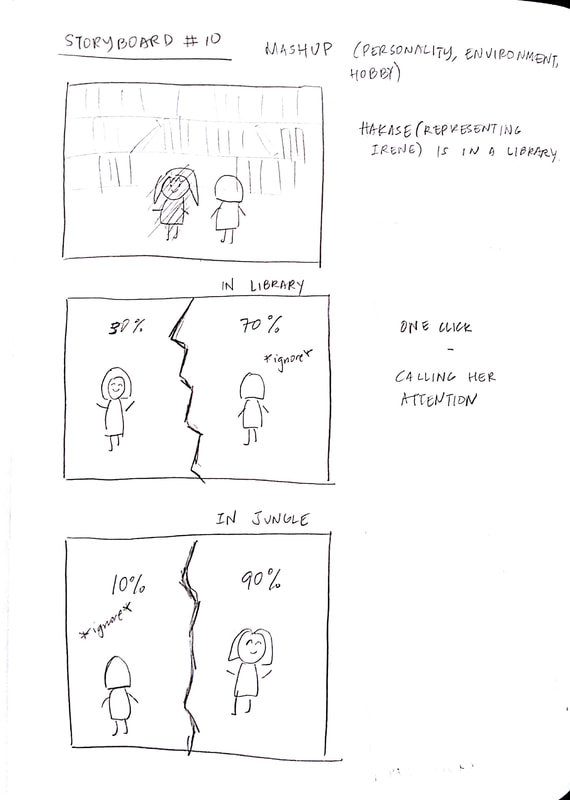 STORYBOARD #10
MASHUP (PERSONALITY, ENVIRONMENT,
HOBBY)
HAKASE (REPRESENTING
IRENE) IS IN A LIBRARY.
IN LIBRARY
30%
70%
*ignore*
ONE CLICK
-
CALLING HER
ATTENTION
IN JUNGLE
10%
90%
*ignore*